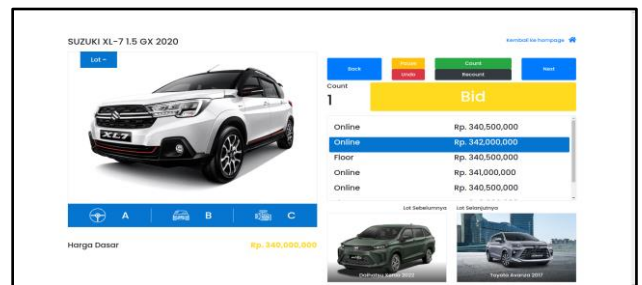 SUZUKI XL-7 1.5 GX 2020
Kembali ke hompage
Lot -
XL7
A
B
C
Harga Dasar
Rp. 340.000.000
Back
Pause
Undo
Count
Recount
Next
Count
1
Bid
Online Rp. 340,500,000
Online Rp. 342,000,000
Floor Rp. 340,500,000
Online Rp. 341,000,000
Online Rp. 340,500,000
Lot Sebelumnya
Lot Selanjutnya
Toyota Avanza 2017